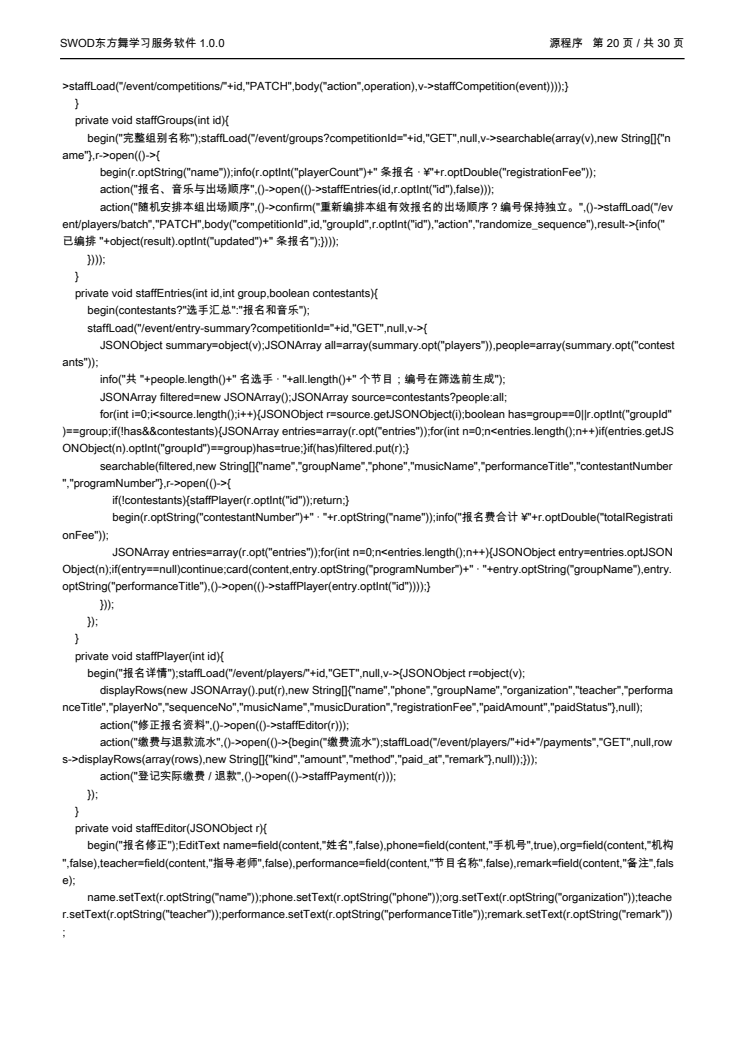 SWOD东方舞学习服务软件 1.0.0
源程序 第 20 页 / 共 30 页
>staffLoad("/event/competitions/"+id,"PATCH",body("action",operation),v->staffCompetition(event))));}
}
private void staffGroups(int id){
begin("完整组别名称");staffLoad("/event/groups?competitionId="+id,"GET",null,v->searchable(array(v),new String[]{"n
ame"},r->open(()->{
begin(r.optString("name"));info(r.optInt("playerCount")+" 条报名 · ¥"+r.optDouble("registrationFee"));
action("报名、音乐与出场顺序",()->open(()->staffEntries(id,r.optInt("id"),false)));
action("随机安排本组出场顺序",()->confirm("重新编排本组有效报名的出场顺序？编号保持独立。",()->staffLoad("/ev
ent/players/batch","PATCH",body("competitionId",id,"groupId",r.optInt("id"),"action","randomize_sequence"),result->{info("
已编排 "+object(result).optInt("updated")+" 条报名");})));
})));
}
private void staffEntries(int id,int group,boolean contestants){
begin(contestants?"选手汇总":"报名和音乐");
staffLoad("/event/entry-summary?competitionId="+id,"GET",null,v->{
JSONObject summary=object(v);JSONArray all=array(summary.opt("players")),people=array(summary.opt("contest
ants"));
info("共 "+people.length()+" 名选手 · "+all.length()+" 个节目；编号在筛选前生成");
JSONArray filtered=new JSONArray();JSONArray source=contestants?people:all;
for(int i=0;i<source.length();i++){JSONObject r=source.getJSONObject(i);boolean has=group==0||r.optInt("groupId"
)==group;if(!has&&contestants){JSONArray entries=array(r.opt("entries"));for(int n=0;n<entries.length();n++)if(entries.getJS
ONObject(n).optInt("groupId")==group)has=true;}if(has)filtered.put(r);}
searchable(filtered,new String[]{"name","groupName","phone","musicName","performanceTitle","contestantNumber
","programNumber"},r->open(()->{
if(!contestants){staffPlayer(r.optInt("id"));return;}
begin(r.optString("contestantNumber")+" · "+r.optString("name"));info("报名费合计 ¥"+r.optDouble("totalRegistrati
onFee"));
JSONArray entries=array(r.opt("entries"));for(int n=0;n<entries.length();n++){JSONObject entry=entries.optJSON
Object(n);if(entry==null)continue;card(content,entry.optString("programNumber")+" · "+entry.optString("groupName"),entry.
optString("performanceTitle"),()->open(()->staffPlayer(entry.optInt("id"))));}
}));
});
}
private void staffPlayer(int id){
begin("报名详情");staffLoad("/event/players/"+id,"GET",null,v->{JSONObject r=object(v);
displayRows(new JSONArray().put(r),new String[]{"name","phone","groupName","organization","teacher","performa
nceTitle","playerNo","sequenceNo","musicName","musicDuration","registrationFee","paidAmount","paidStatus"},null);
action("修正报名资料",()->open(()->staffEditor(r)));
action("缴费与退款流水",()->open(()->{begin("缴费流水");staffLoad("/event/players/"+id+"/payments","GET",null,row
s->displayRows(array(rows),new String[]{"kind","amount","method","paid_at","remark"},null));}));
action("登记实际缴费 / 退款",()->open(()->staffPayment(r)));
});
}
private void staffEditor(JSONObject r){
begin("报名修正");EditText name=field(content,"姓名",false),phone=field(content,"手机号",true),org=field(content,"机构
",false),teacher=field(content,"指导老师",false),performance=field(content,"节目名称",false),remark=field(content,"备注",fals
e);
name.setText(r.optString("name"));phone.setText(r.optString("phone"));org.setText(r.optString("organization"));teache
r.setText(r.optString("teacher"));performance.setText(r.optString("performanceTitle"));remark.setText(r.optString("remark"))
;